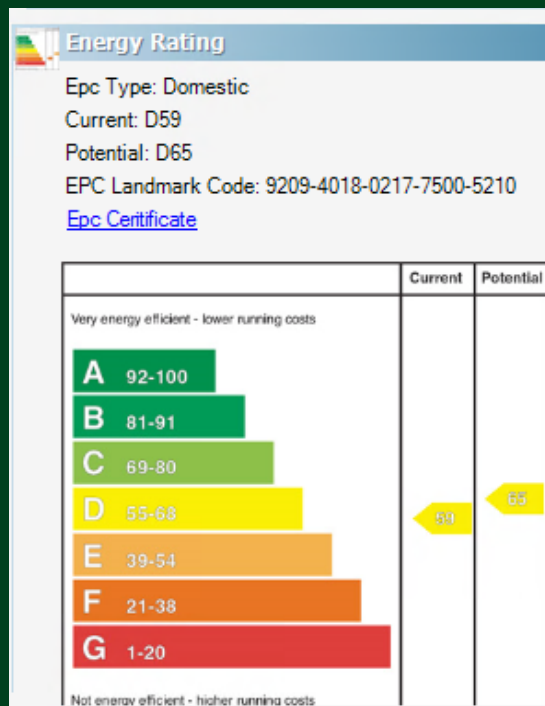 Energy Rating
Epc Type: Domestic
Current: D59
Potential: D65
EPC Landmark Code: 9209-4018-0217-7500-5210
Epc Ceritificate
Current Potential
Very energy efficient - lower running costs
A 92-100
B 81-91
C 69-80
D 55-68 59 65
E 39-54
F 21-38
G 1-20
Not energy efficient - higher running costs